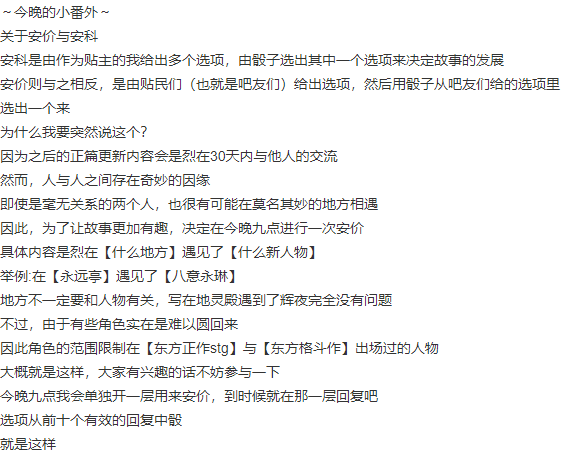 ～今晚的小番外～
关于安价与安科
安科是由作为贴主的我给出多个选项，由骰子选出其中一个选项来决定故事的发展
安价则与之相反，是由贴民们（也就是吧友们）给出选项，然后用骰子从吧友们给的选项里
选出一个来
为什么我要突然说这个？
因为之后的正篇更新内容会是烈在30天内与他人的交流
然而，人与人之间存在奇妙的因缘
即使是毫无关系的两个人，也很有可能在莫名其妙的地方相遇
因此，为了让故事更加有趣，决定在今晚九点进行一次安价
具体内容是烈在【什么地方】遇见了【什么新人物】
举例:在【永远亭】遇见了【八意永琳】
地方不一定要和人物有关，写在地灵殿遇到了辉夜完全没有问题
不过，由于有些角色实在是难以圆回来
因此角色的范围限制在【东方正作stg】与【东方格斗作】出场过的人物
大概就是这样，大家有兴趣的话不妨参与一下
今晚九点我会单独开一层用来安价，到时候就在那一层回复吧
选项从前十个有效的回复中骰
就是这样